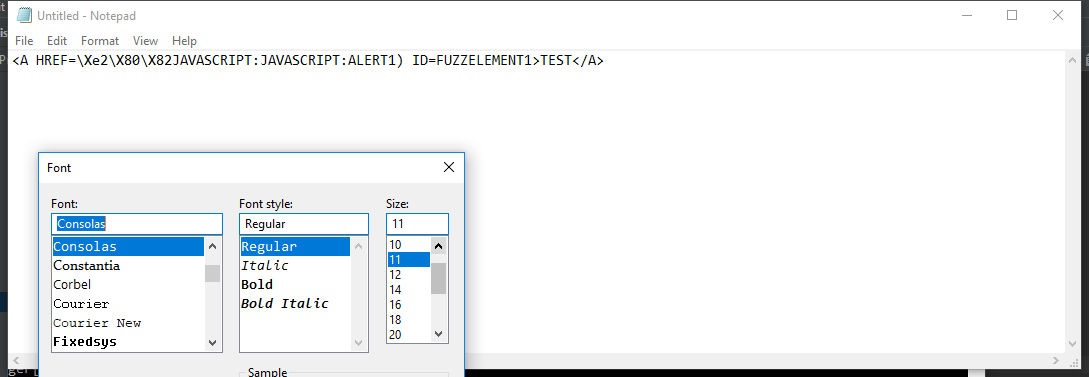 Untitled - Notepad
File Edit Format View Help
<A HREF=\Xe2\X80\X82JAVASCRIPT:JAVASCRIPT:ALERT1) ID=FUZZELEMENT1>TEST</A>
Font
Font: Font style: Size:
Consolas Regular 11
Consolas Regular 10
Constantia Italic 11
Corbel Bold 12
Courier Bold Italic 14
Courier New 16
Fixedsys 18
20
Sample